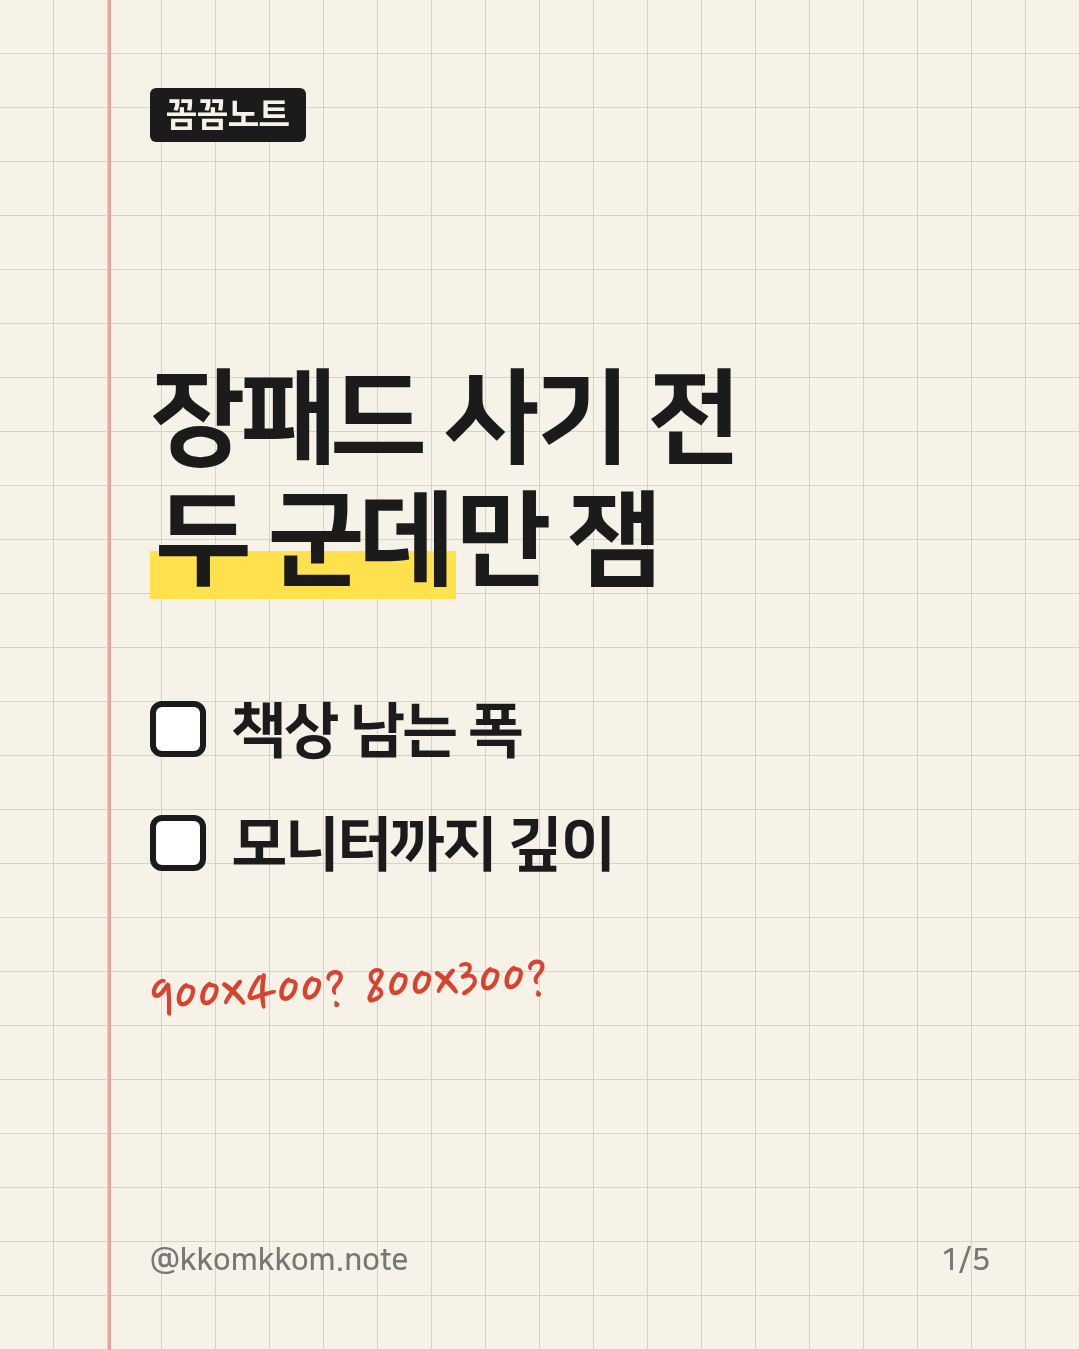 꼼꼼노트
장패드 사기 전
두 군데만 잼
책상 남는 폭
모니터까지 깊이
900x400? 800x300?
@kkomkkom.note
1/5